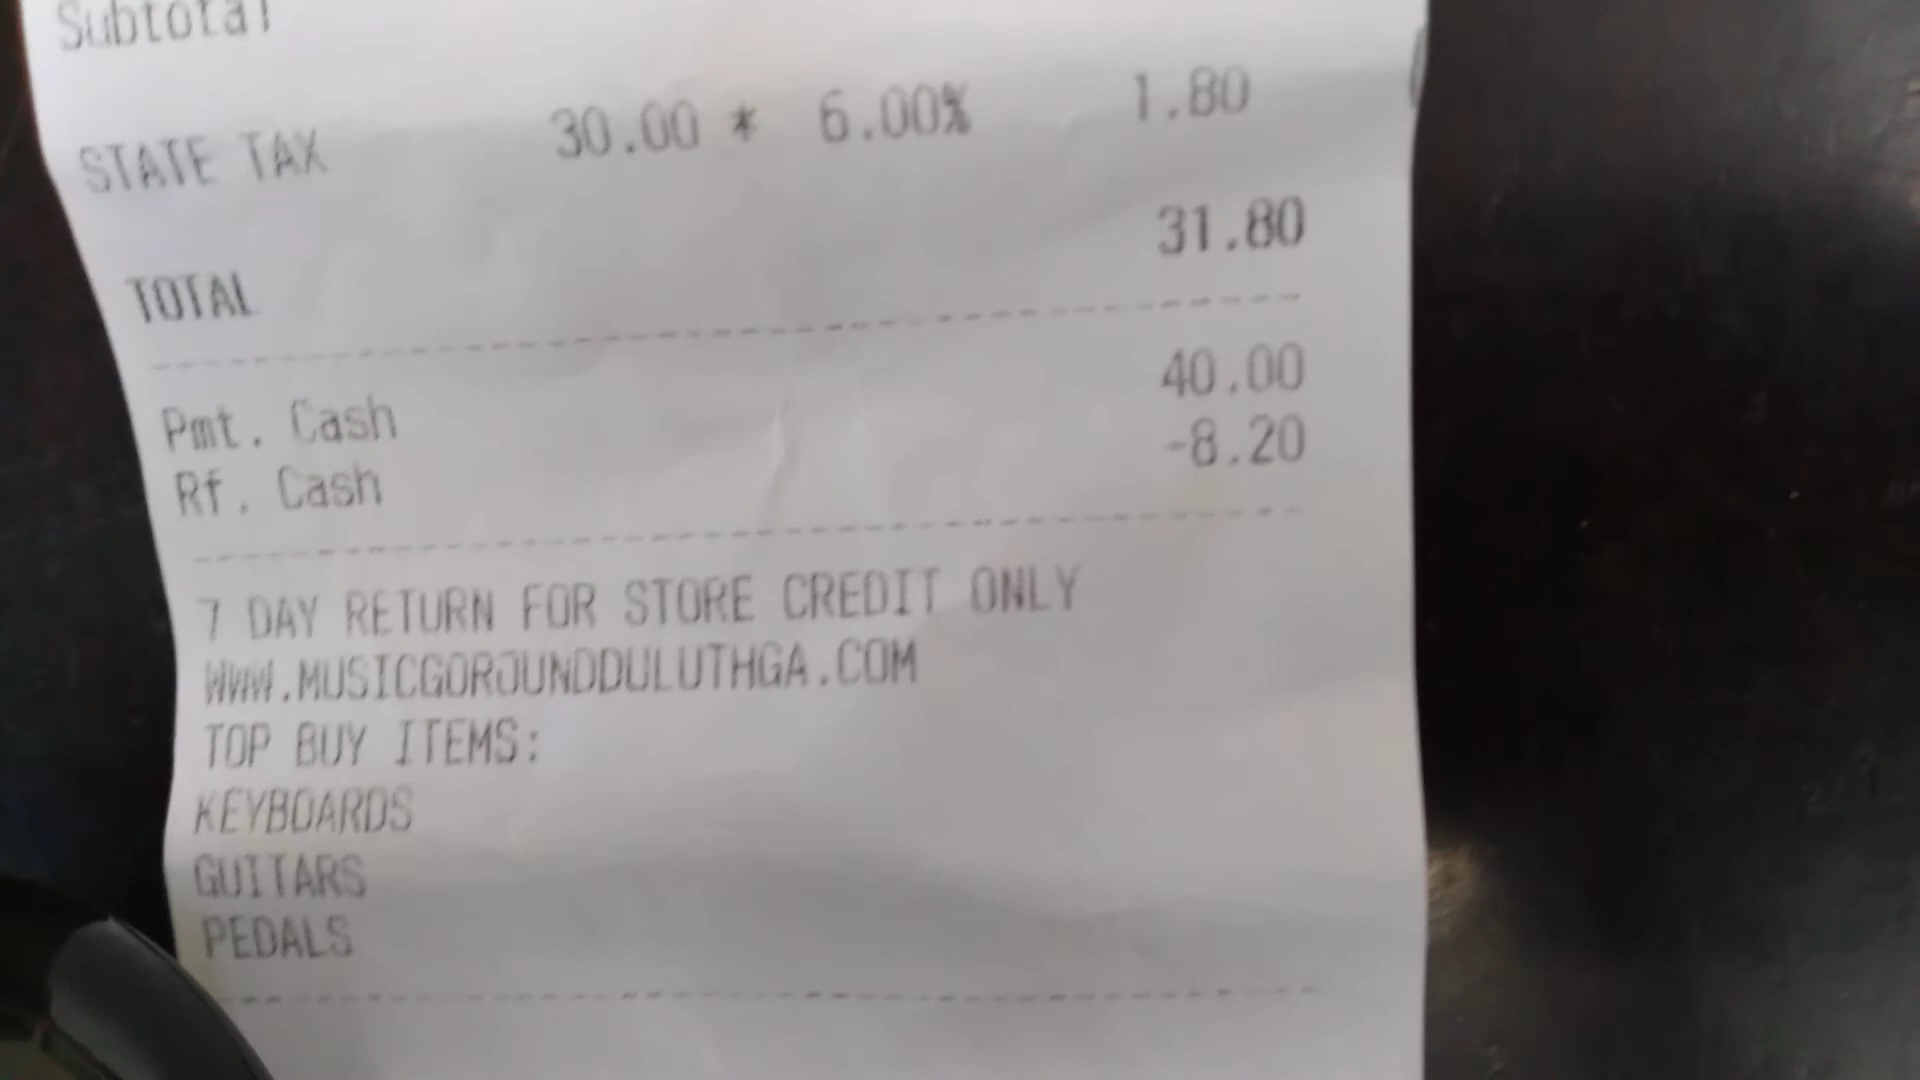 Subtotal
STATE TAX 30.00 * 6.00% 1.80
TOTAL 31.80
Pmt. Cash 40.00
Rf. Cash -8.20
7 DAY RETURN FOR STORE CREDIT ONLY
WWW.MUSICGOROUNDDULUTHGA.COM
TOP BUY ITEMS:
KEYBOARDS
GUITARS
PEDALS